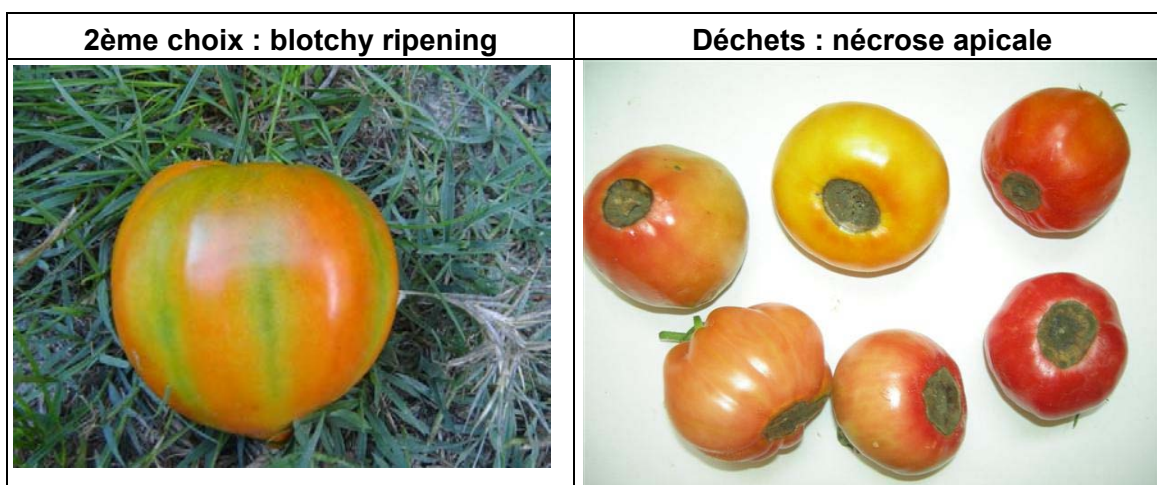 2ème choix : blotchy ripening
Déchets : nécrose apicale